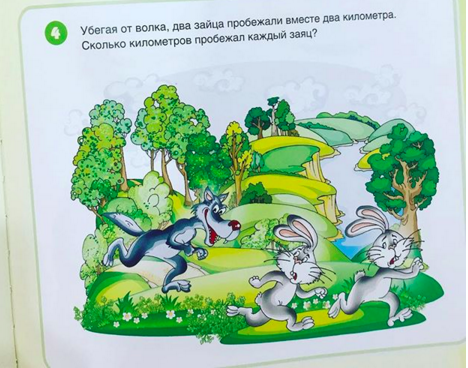 4
Убегая от волка, два зайца пробежали вместе два километра.
Сколько километров пробежал каждый заяц?